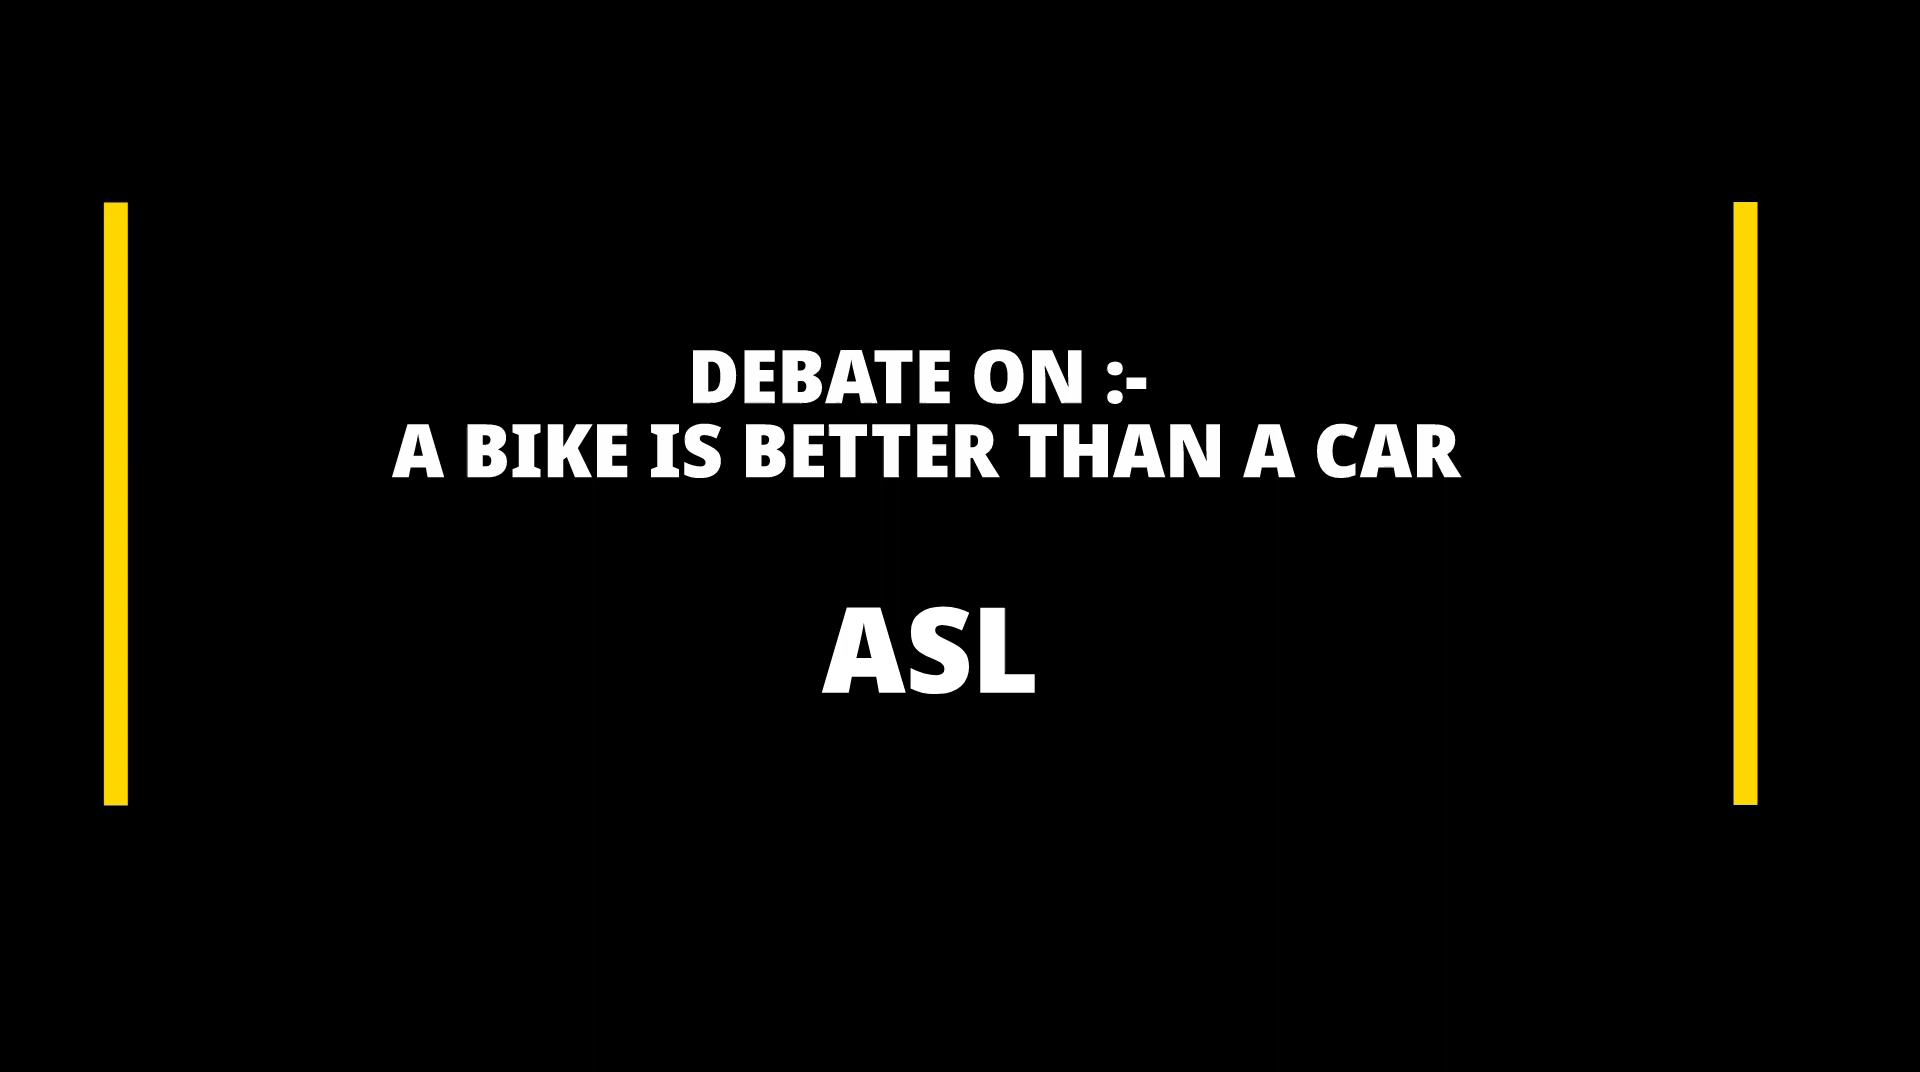 DEBATE ON :-
A BIKE IS BETTER THAN A CAR
ASL